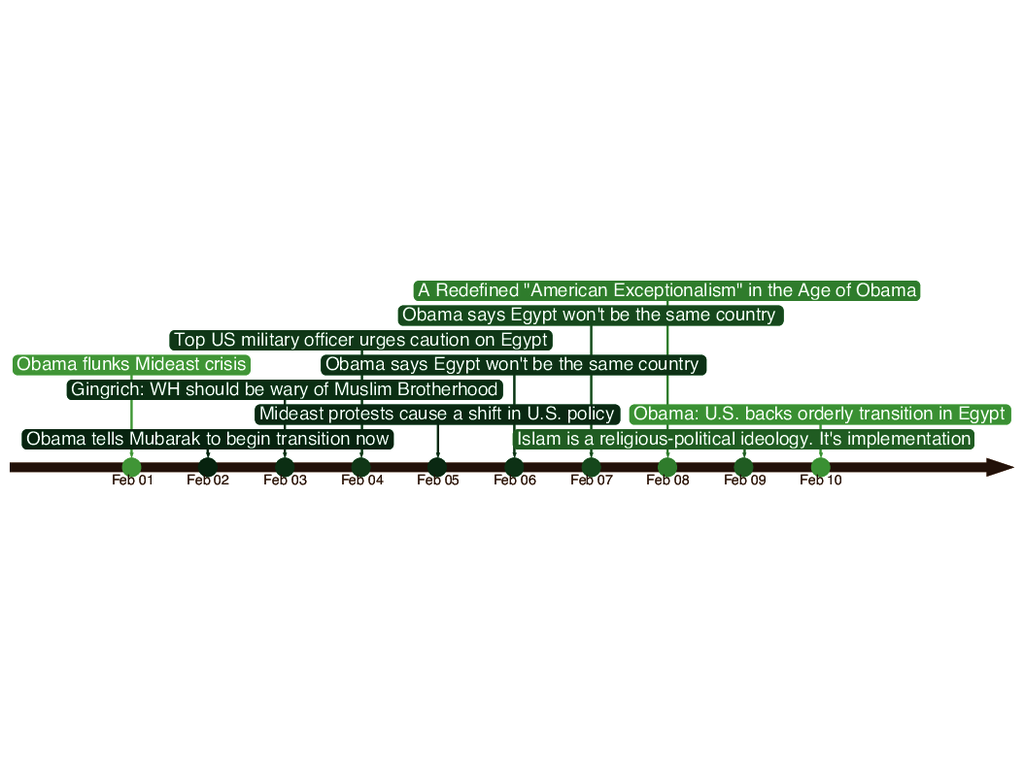 A Redefined "American Exceptionalism" in the Age of Obama
Obama says Egypt won't be the same country
Top US military officer urges caution on Egypt
Obama flunks Mideast crisis
Obama says Egypt won't be the same country
Gingrich: WH should be wary of Muslim Brotherhood
Mideast protests cause a shift in U.S. policy
Obama: U.S. backs orderly transition in Egypt
Obama tells Mubarak to begin transition now
Islam is a religious-political ideology. It's implementation
Feb 01 Feb 02 Feb 03 Feb 04 Feb 05 Feb 06 Feb 07 Feb 08 Feb 09 Feb 10